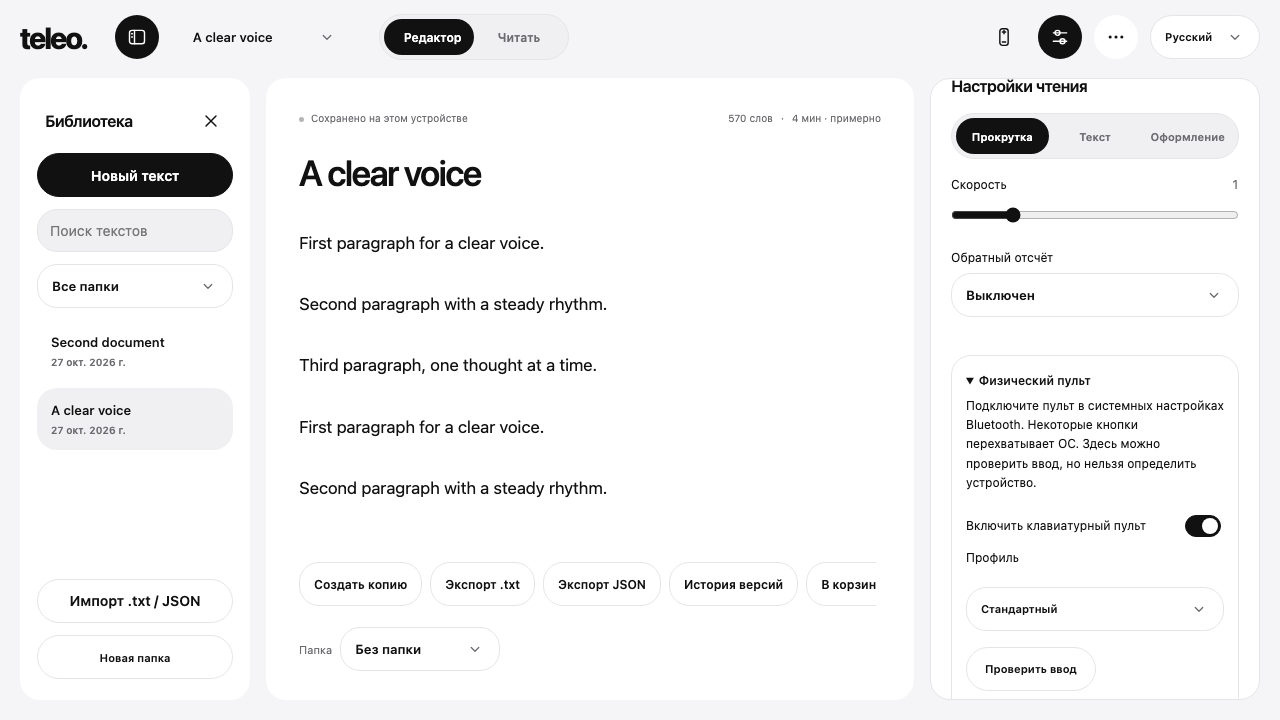 teleo.
A clear voice
Редактор
Читать
Русский
Библиотека
Новый текст
Поиск текстов
Все папки
Second document
27 окт. 2026 г.
A clear voice
27 окт. 2026 г.
Импорт .txt / JSON
Новая папка
Сохранено на этом устройстве
570 слов · 4 мин · примерно
A clear voice
First paragraph for a clear voice.
Second paragraph with a steady rhythm.
Third paragraph, one thought at a time.
First paragraph for a clear voice.
Second paragraph with a steady rhythm.
Создать копию
Экспорт .txt
Экспорт JSON
История версий
В корзин
Папка
Без папки
Настройки чтения
Прокрутка
Текст
Оформление
Скорость 1
Обратный отсчёт
Выключен
Физический пульт
Подключите пульт в системных настройках
Bluetooth. Некоторые кнопки
перехватывает ОС. Здесь можно
проверить ввод, но нельзя определить
устройство.
Включить клавиатурный пульт
Профиль
Стандартный
Проверить ввод